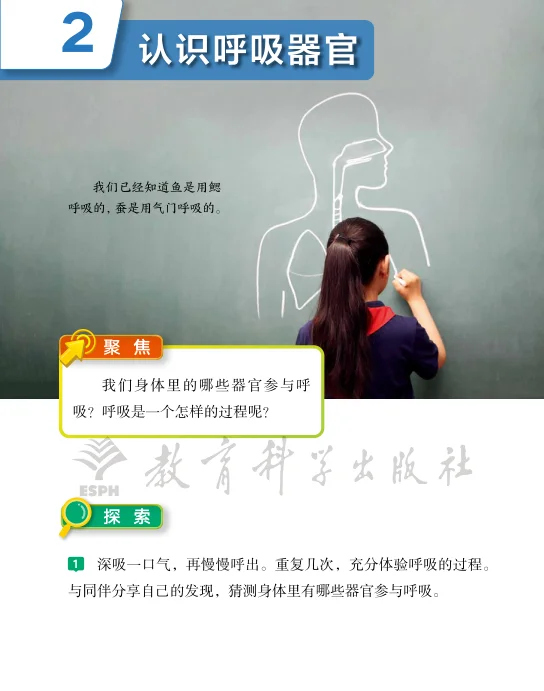 2
认识呼吸器官
我们已经知道鱼是用鳃
呼吸的，蚕是用气门呼吸的。
聚焦
我们身体里的哪些器官参与呼
吸？呼吸是一个怎样的过程呢？
ESPH
教育科学出版社
探索
1 深吸一口气，再慢慢呼出。重复几次，充分体验呼吸的过程。
与同伴分享自己的发现，猜测身体里有哪些器官参与呼吸。